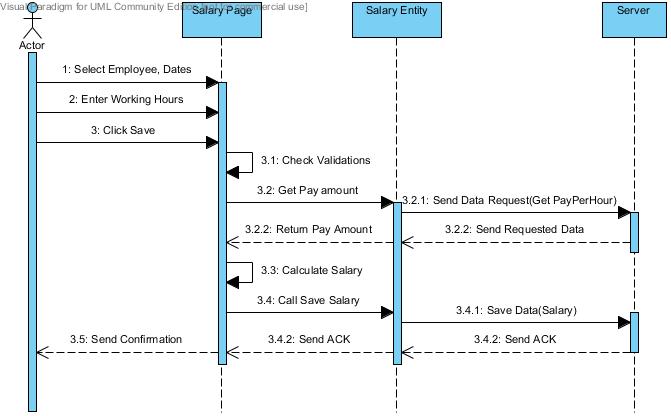 Visual Paradigm for UML Community Edition [not for commercial use]
Salary Page
Salary Entity
Server
Actor
1: Select Employee, Dates
2: Enter Working Hours
3: Click Save
3.1: Check Validations
3.2: Get Pay amount
3.2.1: Send Data Request(Get PayPerHour)
3.2.2: Return Pay Amount
3.2.2: Send Requested Data
3.3: Calculate Salary
3.4: Call Save Salary
3.4.1: Save Data(Salary)
3.5: Send Confirmation
3.4.2: Send ACK
3.4.2: Send ACK